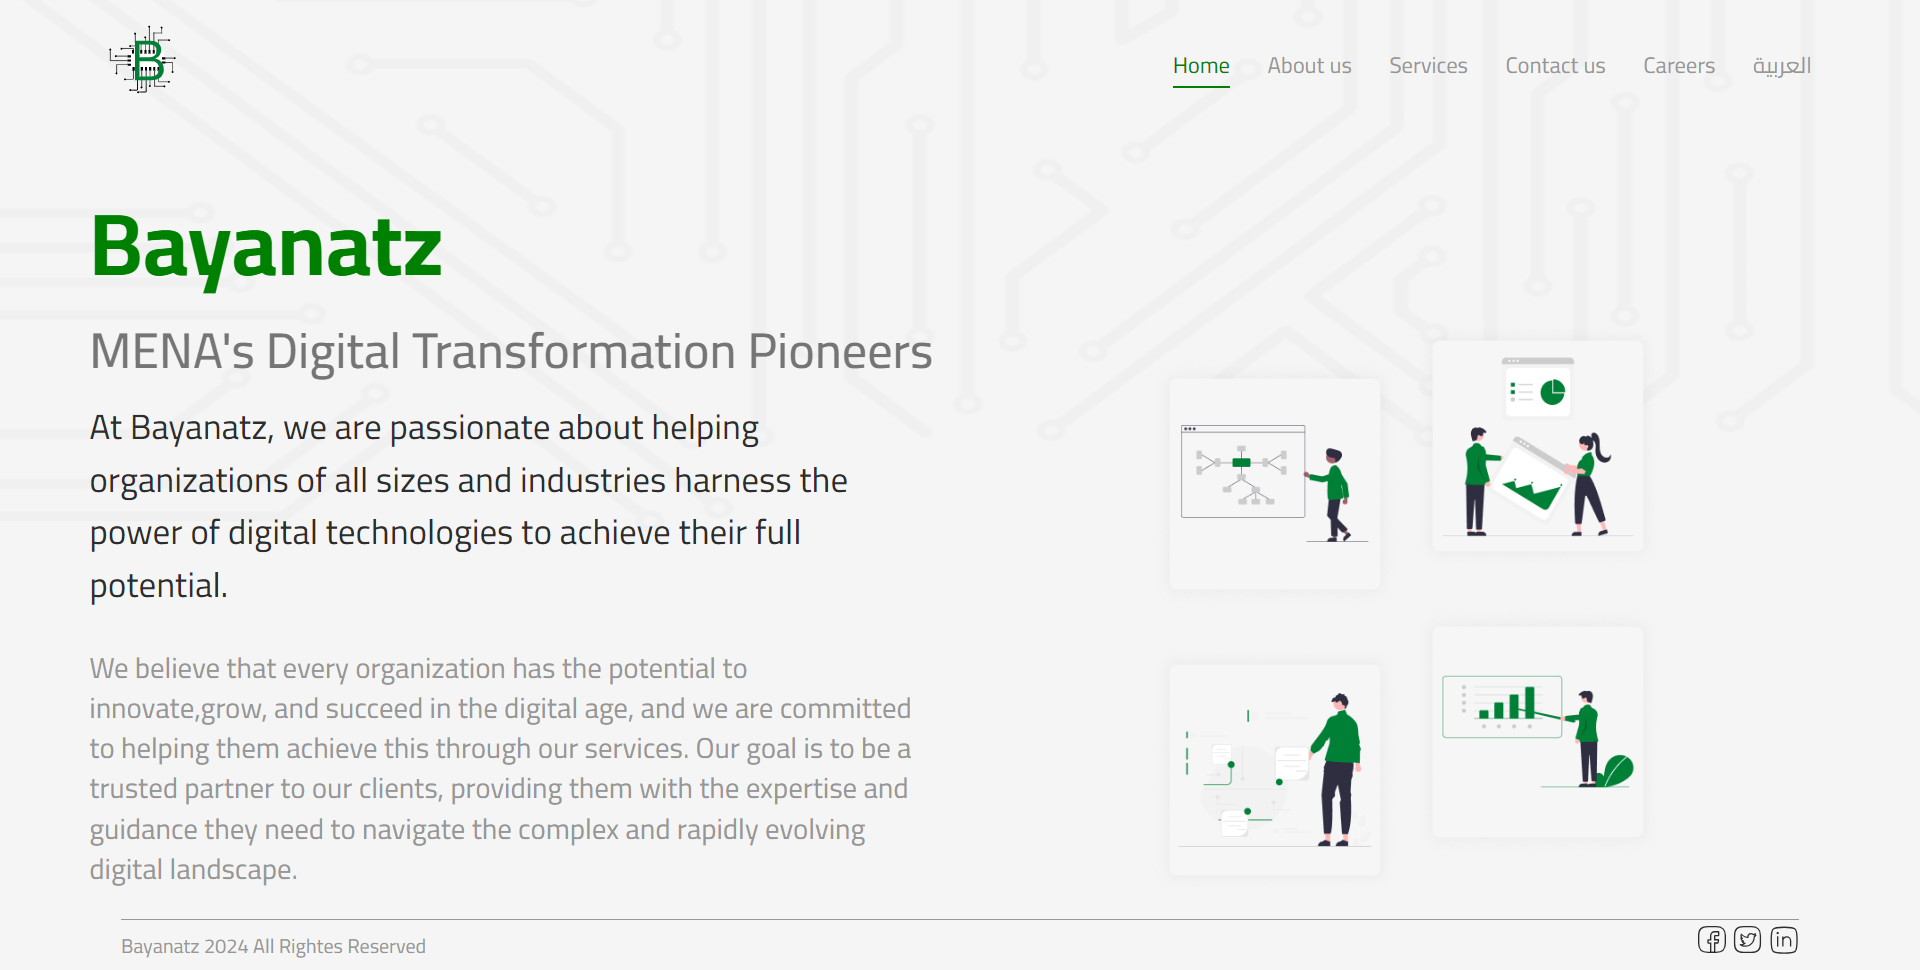 B
Home About us Services Contact us Careers العربية
Bayanatz
MENA's Digital Transformation Pioneers
At Bayanatz, we are passionate about helping
organizations of all sizes and industries harness the
power of digital technologies to achieve their full
potential.
We believe that every organization has the potential to
innovate,grow, and succeed in the digital age, and we are committed
to helping them achieve this through our services. Our goal is to be a
trusted partner to our clients, providing them with the expertise and
guidance they need to navigate the complex and rapidly evolving
digital landscape.
Bayanatz 2024 All Rightes Reserved